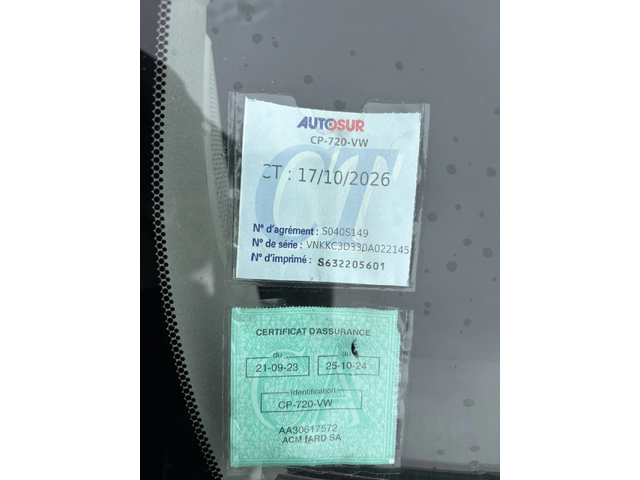 AUTOSUR
CP-720-VW
CT : 17/10/2026
CT
N° d'agrément : S040S149
N° de série : VNKKC3D330A022145
N° d'imprimé : S632205601
CERTIFICAT D'ASSURANCE
du au
21-09-23 25-10-24
Identification
CP-720-VW
AA30617572
ACM IARD SA